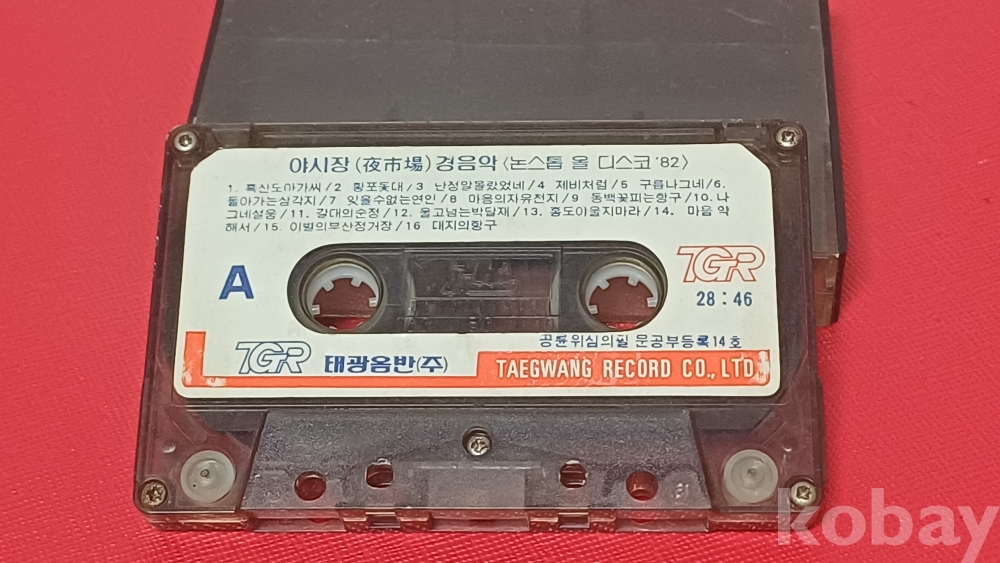 야시장 (夜市場) 경음악 〈논스톱 올 디스코 '82〉
1. 흑산도아가씨/2 황포돛대/3 난정말몰랐었네/4 제비처럼/5 구름나그네/6.
돌아가는삼각지/7 잊을수없는연인/8 마음의자유천지/9 동백꽃피는항구/10. 나
그네설움/11. 갈대의순정/12. 울고넘는박달재/13. 홍도야울지마라/14. 마음 약
해서/15. 이별의부산정거장/16 대지의항구
A
TGR
28 : 46
공륜위심의필 문공부등록14호
TGR 태광음반(주) TAEGWANG RECORD CO., LTD
kobay